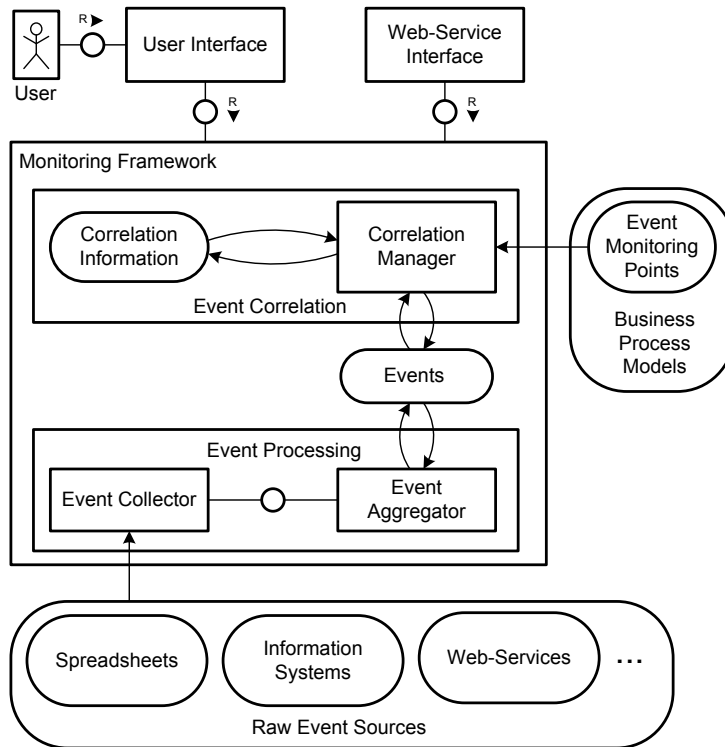 R
User
User Interface
Web-Service
Interface
R
R
Monitoring Framework
Correlation
Information
Correlation
Manager
Event Correlation
Event
Monitoring
Points
Business
Process
Models
Events
Event Processing
Event Collector
Event
Aggregator
Spreadsheets
Information
Systems
Web-Services
...
Raw Event Sources